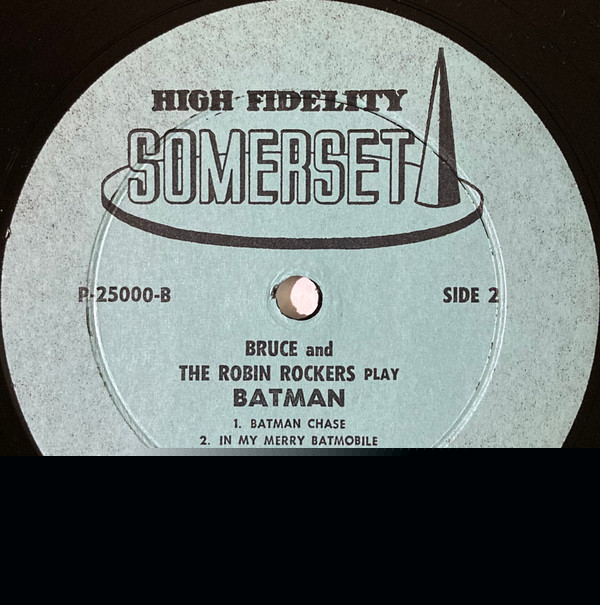 HIGH FIDELITY
SOMERSET
P-25000-B
SIDE 2
BRUCE and
THE ROBIN ROCKERS PLAY
BATMAN
1. BATMAN CHASE
2. IN MY MERRY BATMOBILE